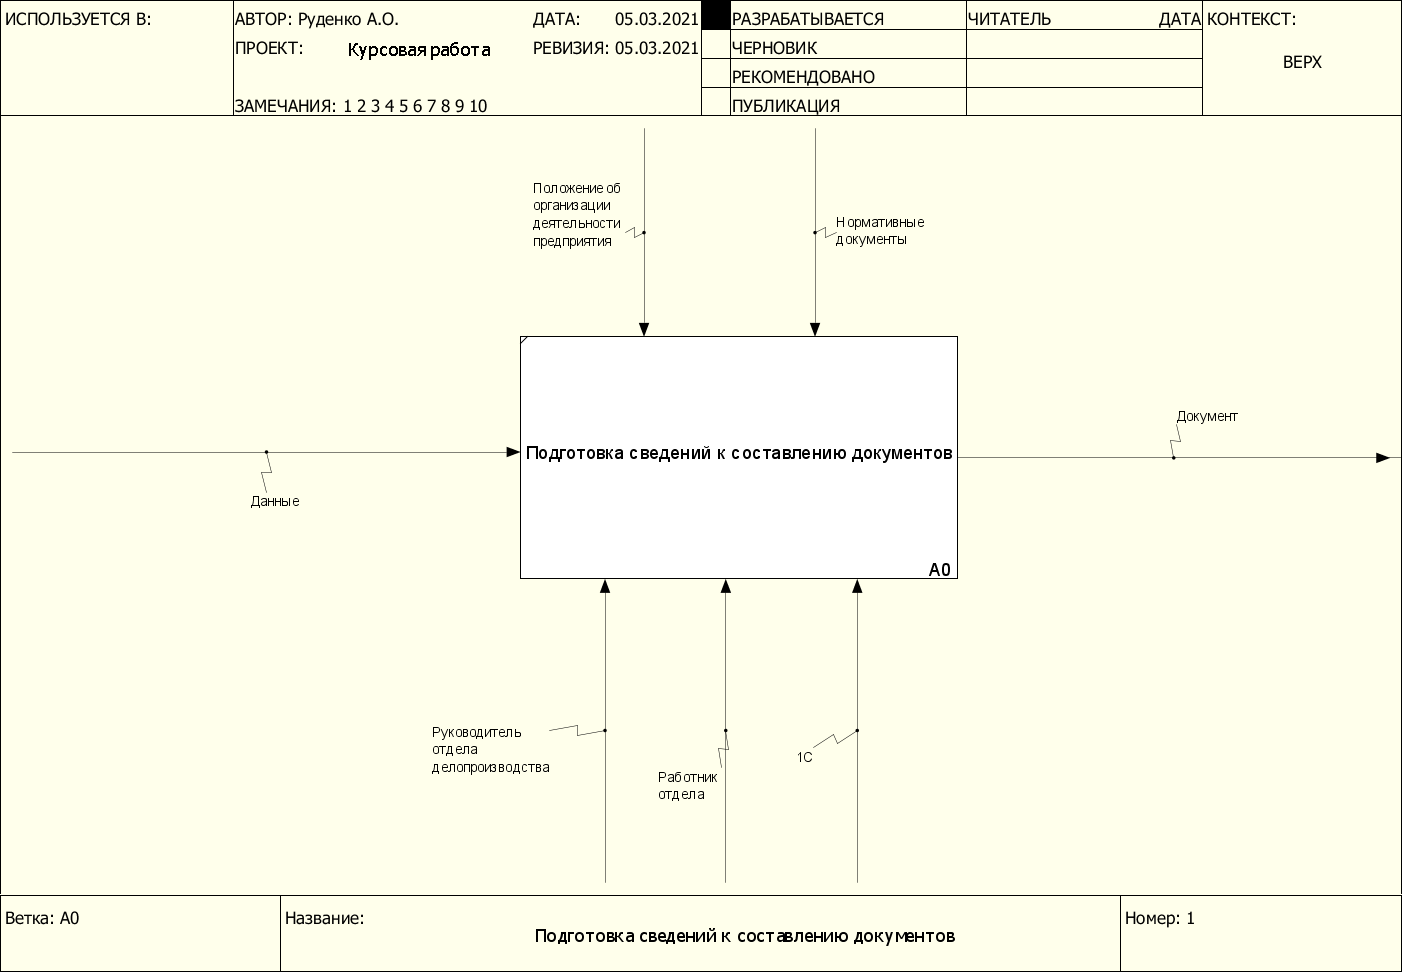 ИСПОЛЬЗУЕТСЯ В:
АВТОР: Руденко А.О.
ДАТА: 05.03.2021
ПРОЕКТ: Курсовая работа
РЕВИЗИЯ: 05.03.2021
ЗАМЕЧАНИЯ: 1 2 3 4 5 6 7 8 9 10
РАЗРАБАТЫВАЕТСЯ
ЧЕРНОВИК
РЕКОМЕНДОВАНО
ПУБЛИКАЦИЯ
ЧИТАТЕЛЬ ДАТА
КОНТЕКСТ:
ВЕРХ
Положение об
организации
деятельности
предприятия
Нормативные
документы
Данные
Подготовка сведений к составлению документов
A0
Документ
Руководитель
отдела
делопроизводства
Работник
отдела
1С
Ветка: A0
Название:
Подготовка сведений к составлению документов
Номер: 1